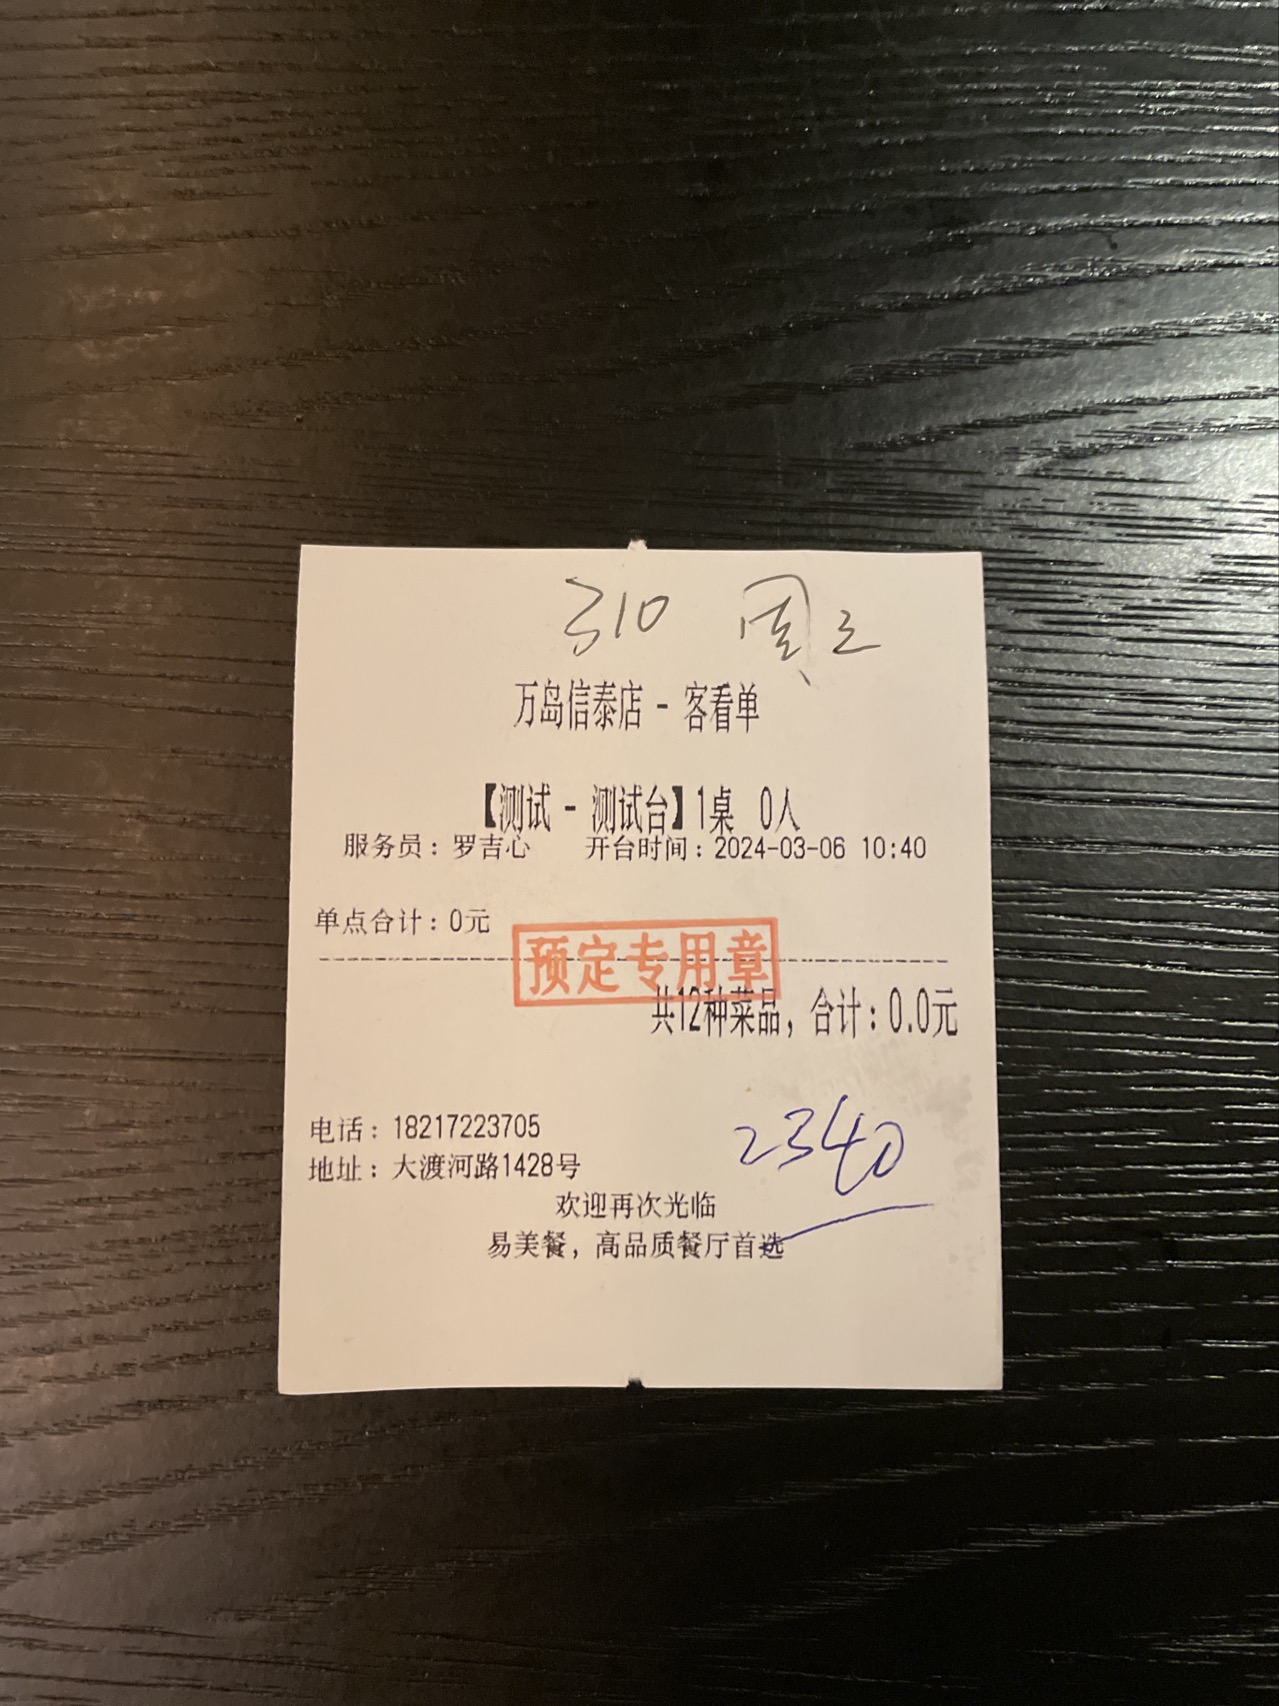 310 周三
万岛信泰店 - 客看单
【测试 - 测试台】1桌 0人
服务员：罗吉心 开台时间：2024-03-06 10:40
单点合计：0元
预定专用章
共12种菜品，合计：0.0元
电话：18217223705
2340
地址：大渡河路1428号
欢迎再次光临
易美餐，高品质餐厅首选